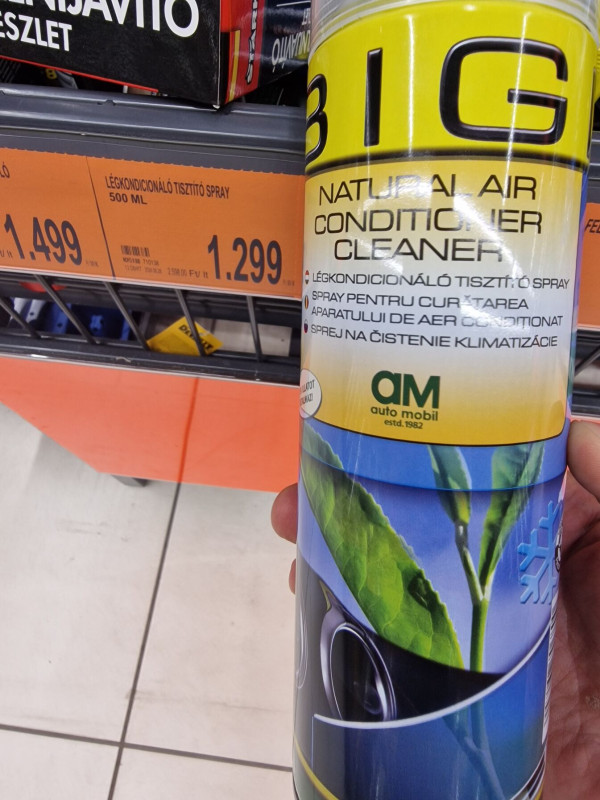 ÉSZLET
1.499
LÉGKONDICIONÁLÓ TISZTÍTÓ SPRAY
500 ML
1.299
BIG
NATURAL AIR
CONDITIONER
CLEANER
LÉGKONDICIONÁLÓ TISZTÍTÓ SPRAY
SPRAY PENTRU CURĂTAREA
APARATULUI DE AER CONDIȚIONAT
SPREJ NA ČISTENIE KLIMATIZÁCIE
aM
auto mobil
estd.1982